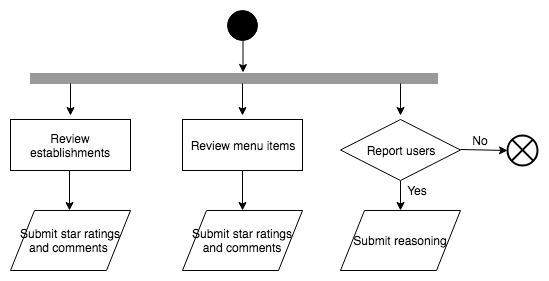 Review
establishments
Review menu items
Report users
No
Yes
Submit star ratings
and comments
Submit star ratings
and comments
Submit reasoning